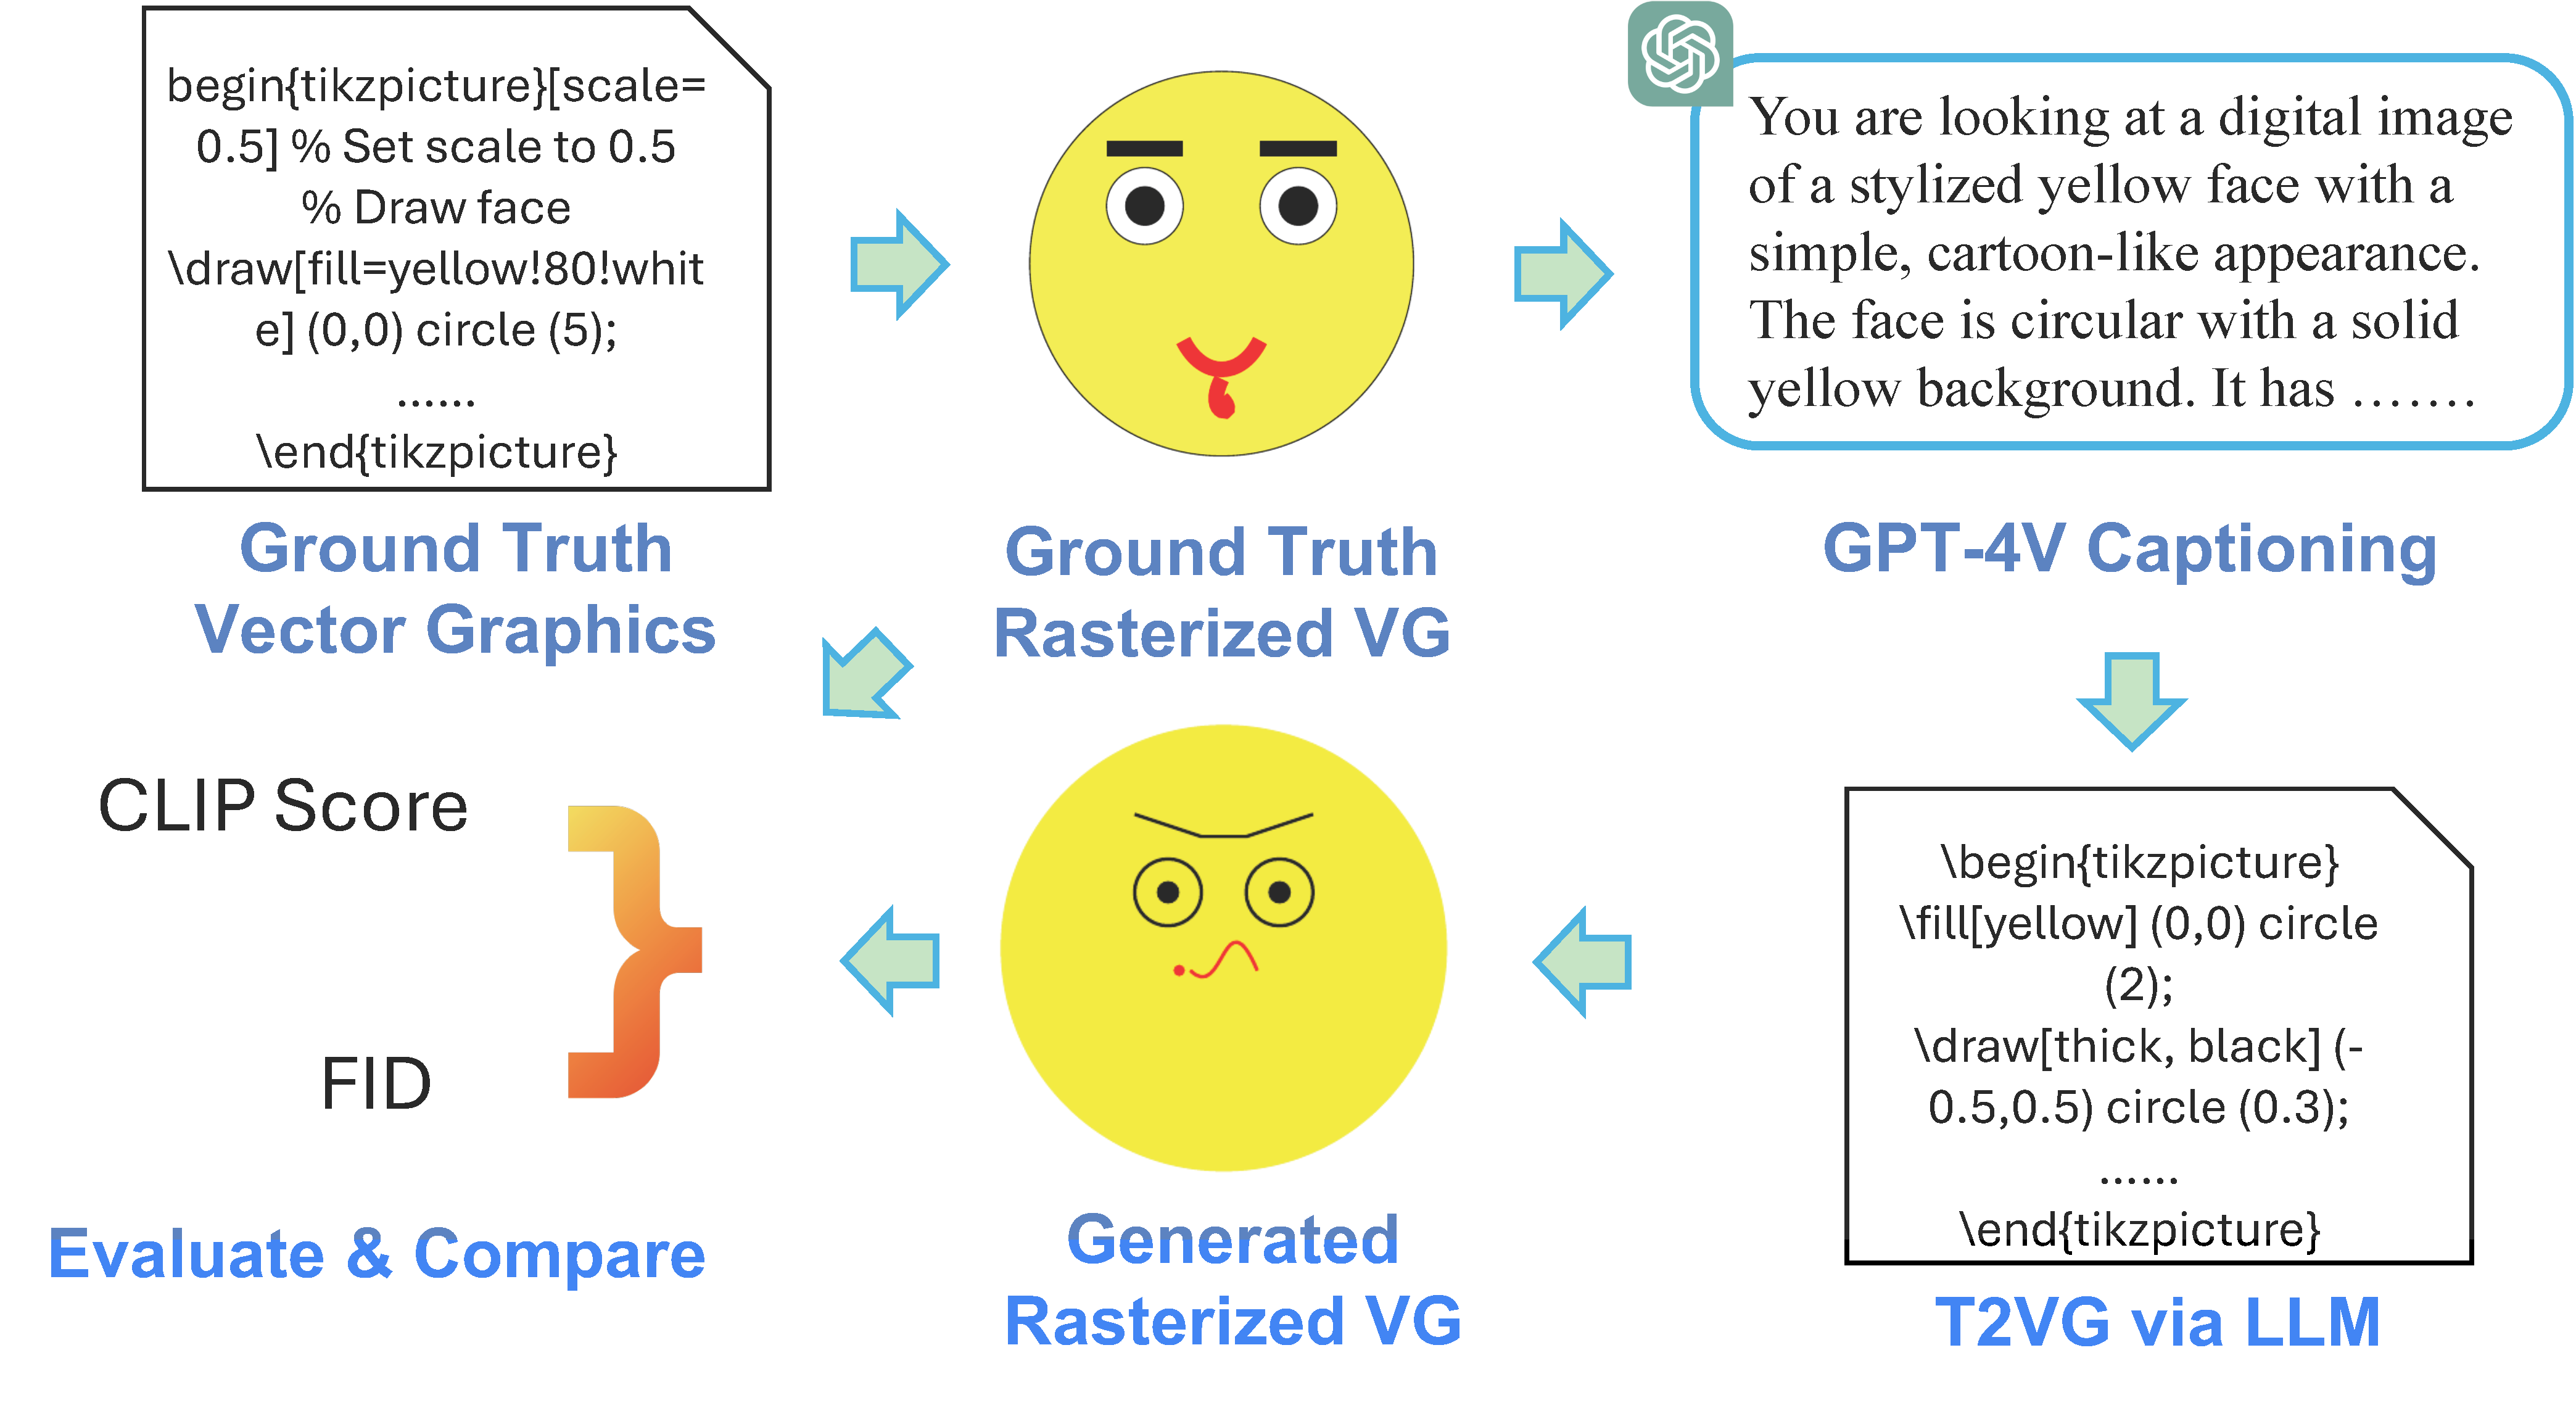 begin{tikzpicture}[scale=
0.5] % Set scale to 0.5
% Draw face
\draw[fill=yellow!80!whit
e] (0,0) circle (5);
......
\end{tikzpicture}
Ground Truth
Vector Graphics
Ground Truth
Rasterized VG
You are looking at a digital image
of a stylized yellow face with a
simple, cartoon-like appearance.
The face is circular with a solid
yellow background. It has .......
GPT-4V Captioning
\begin{tikzpicture}
\fill[yellow] (0,0) circle
(2);
\draw[thick, black] (-
0.5,0.5) circle (0.3);
......
\end{tikzpicture}
T2VG via LLM
Generated
Rasterized VG
CLIP Score
FID
Evaluate & Compare